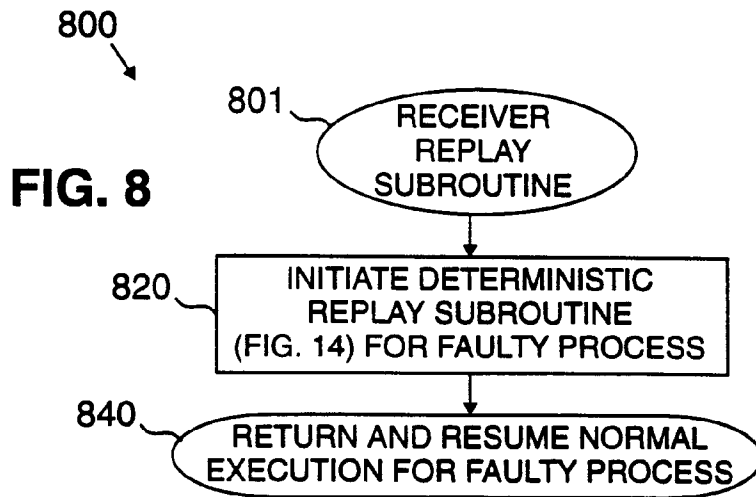 800
801
RECEIVER
REPLAY
SUBROUTINE
FIG. 8
820
INITIATE DETERMINISTIC
REPLAY SUBROUTINE
(FIG. 14) FOR FAULTY PROCESS
840
RETURN AND RESUME NORMAL
EXECUTION FOR FAULTY PROCESS